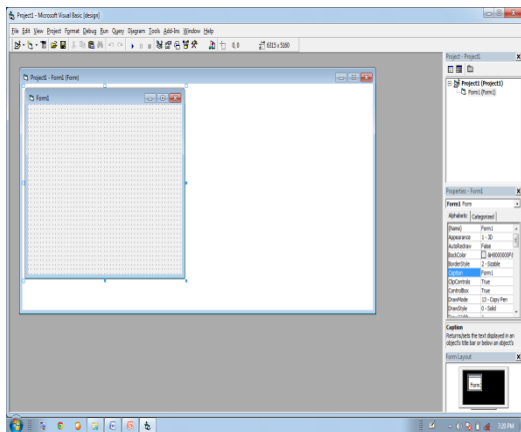 Project1 - Microsoft Visual Basic [design]
File Edit View Project Format Debug Run Query Diagram Tools Add-Ins Window Help
0,0 6315 x 5160
Project1 - Form1 (Form)
Form1
Project - Project1
Project1 (Project1)
Form1 (Form1)
Properties - Form1
Form1 Form
Alphabetic Categorized
(Name) Form1
Appearance 1 - 3D
AutoRedraw False
BackColor
BorderStyle 2 - Sizable
Caption Form1
ClipControls True
ControlBox True
DrawMode 13 - Copy Pen
DrawStyle 0 - Solid
Caption
Returns/sets the text displayed in an
object's title bar or below an object's
Form Layout
Form1
7:20 PM